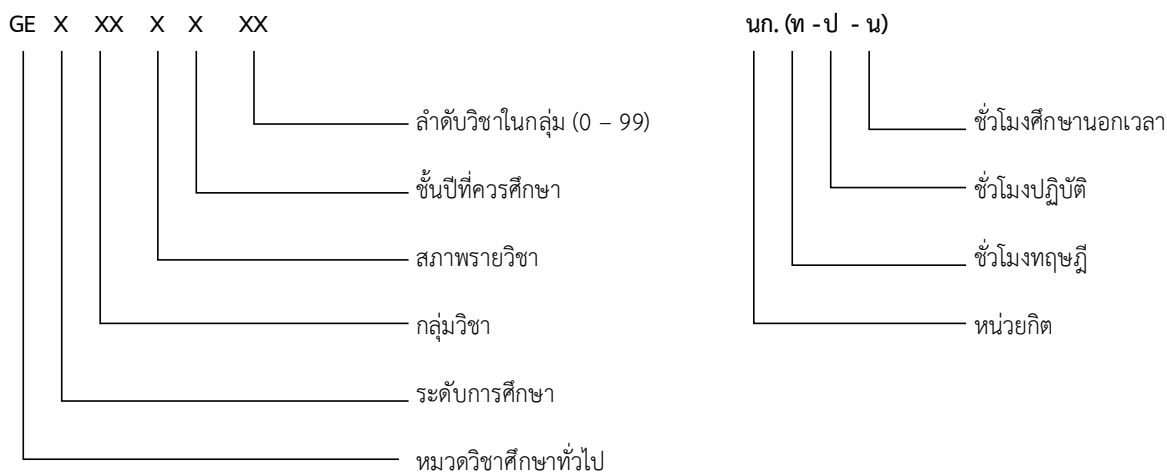 GE X XX X X XX นก. (ท - ป - น)
ลำดับวิชาในกลุ่ม (0 – 99) ชั่วโมงศึกษานอกเวลา
ชั้นปีที่ควรศึกษา ชั่วโมงปฏิบัติ
สภาพรายวิชา ชั่วโมงทฤษฎี
กลุ่มวิชา หน่วยกิต
ระดับการศึกษา
หมวดวิชาศึกษาทั่วไป